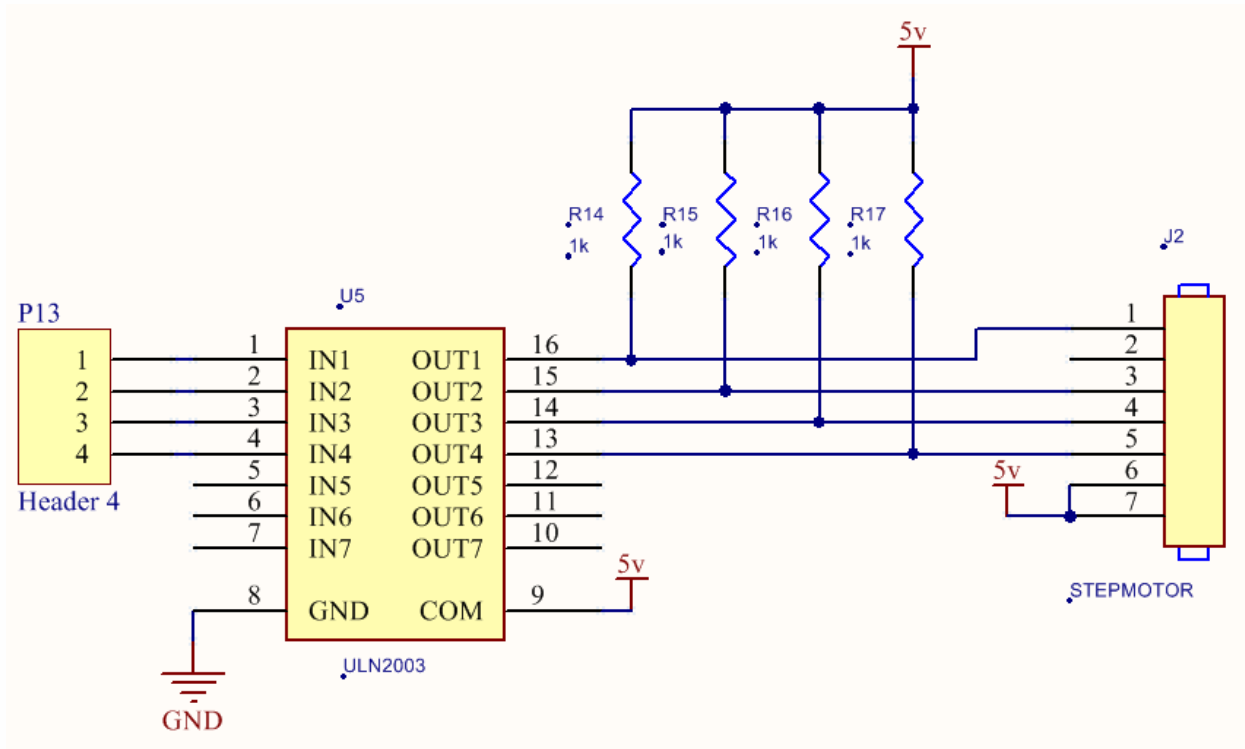 5v
R14
R15
R16
R17
1k
1k
1k
1k
J2
U5
P13
1
2
3
4
Header 4
1
2
3
4
5
6
7
8
IN1
IN2
IN3
IN4
IN5
IN6
IN7
GND
OUT1
OUT2
OUT3
OUT4
OUT5
OUT6
OUT7
COM
16
15
14
13
12
11
10
9
5v
ULN2003
GND
1
2
3
4
5
6
7
5v
STEPMOTOR